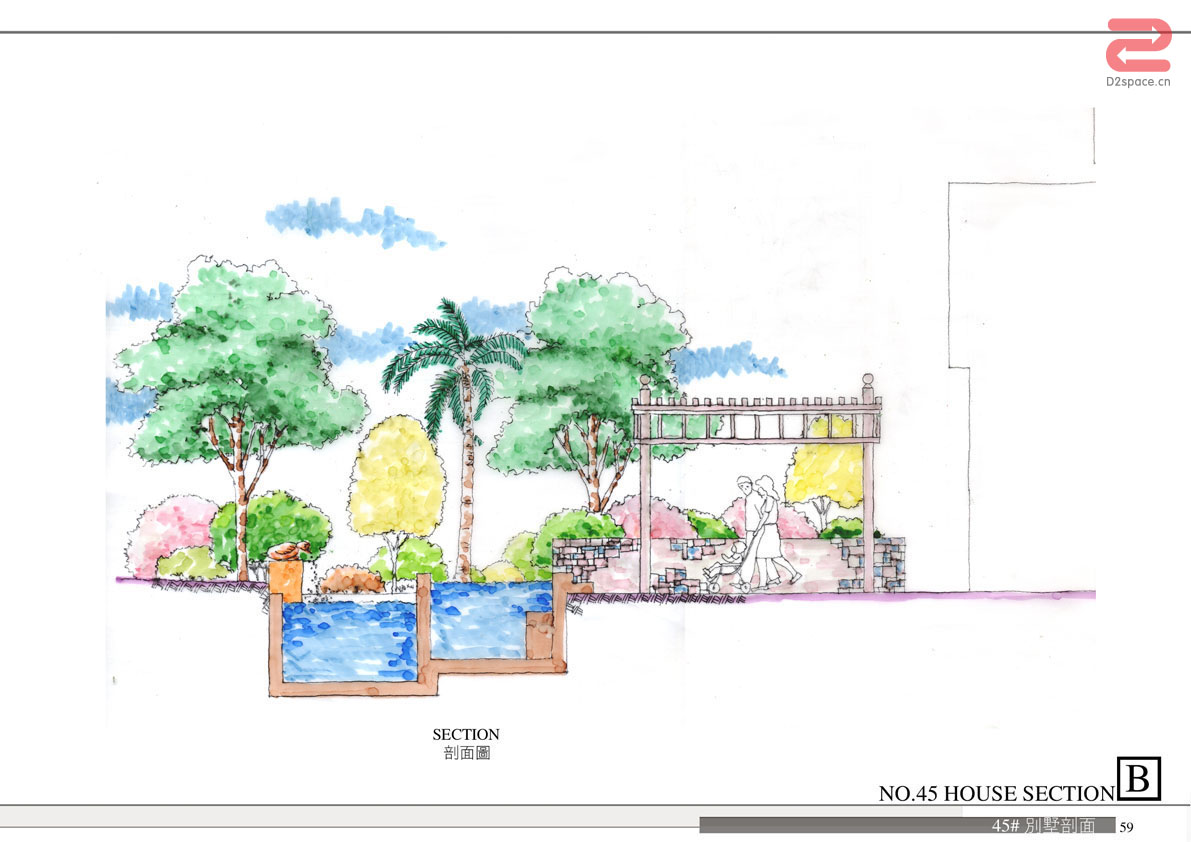 D2space.cn
SECTION
剖面圖
NO.45 HOUSE SECTION B
45# 別墅剖面 59